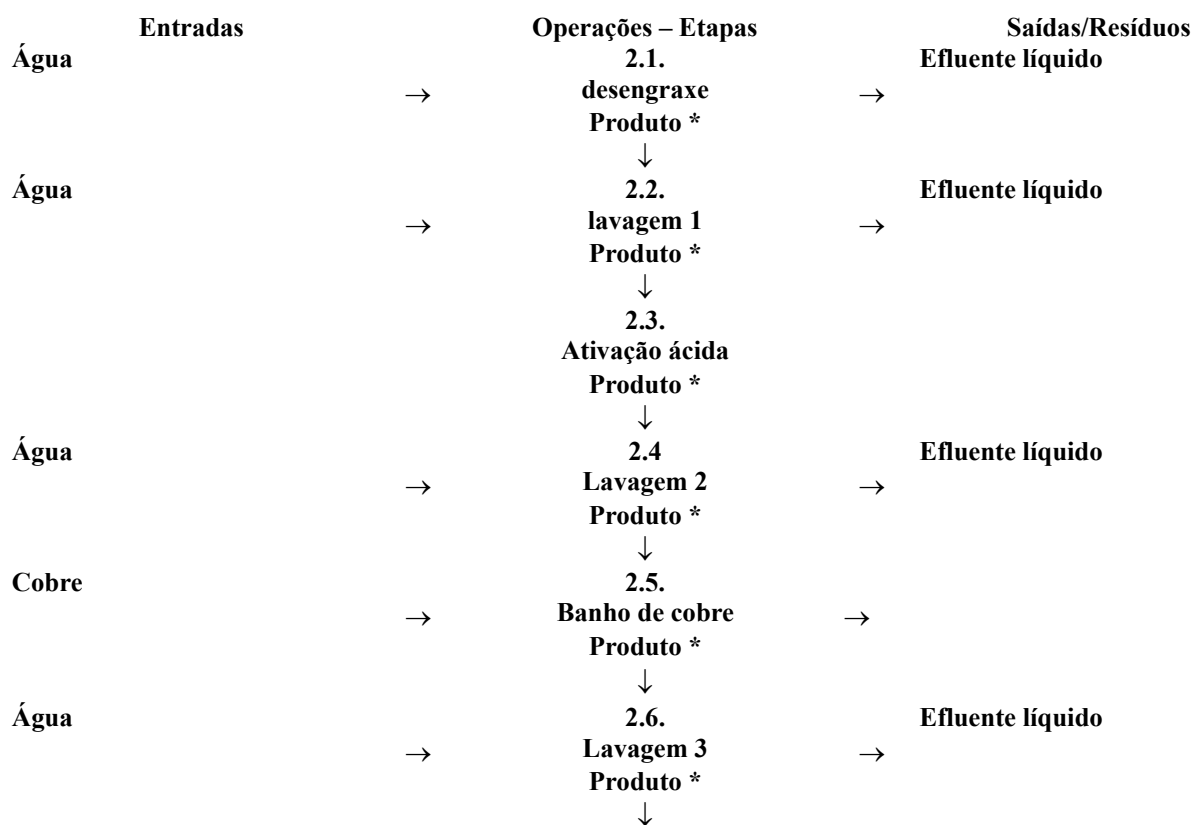 Entradas Operações – Etapas Saídas/Resíduos
Água 2.1. Efluente líquido
→ desengraxe →
Produto *
↓
Água 2.2. Efluente líquido
→ lavagem 1 →
Produto *
↓
2.3.
Ativação ácida
Produto *
↓
Água 2.4 Efluente líquido
→ Lavagem 2 →
Produto *
↓
Cobre 2.5.
→ Banho de cobre →
Produto *
↓
Água 2.6. Efluente líquido
→ Lavagem 3 →
Produto *
↓